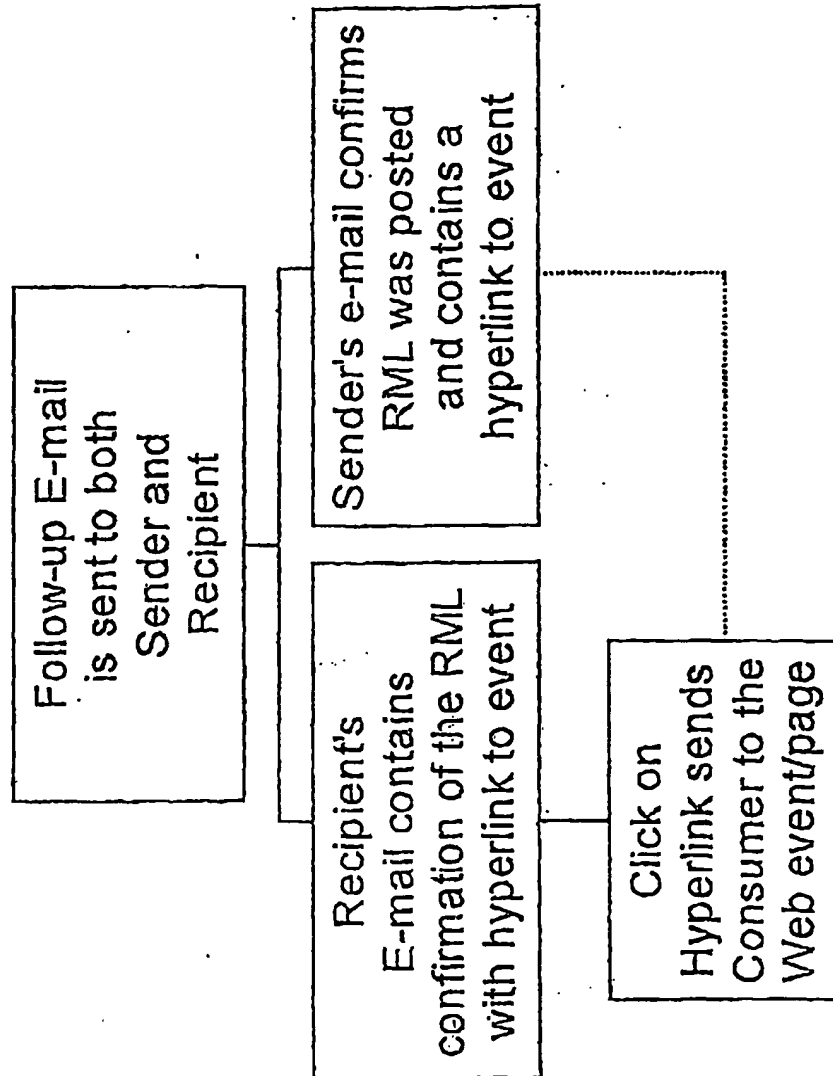 Follow-up E-mail
is sent to both
Sender and
Recipient
Recipient's
E-mail contains
confirmation of the RML
with hyperlink to event
Sender's e-mail confirms
RML was posted
and contains a
hyperlink to event
Click on
Hyperlink sends
Consumer to the
Web event/page